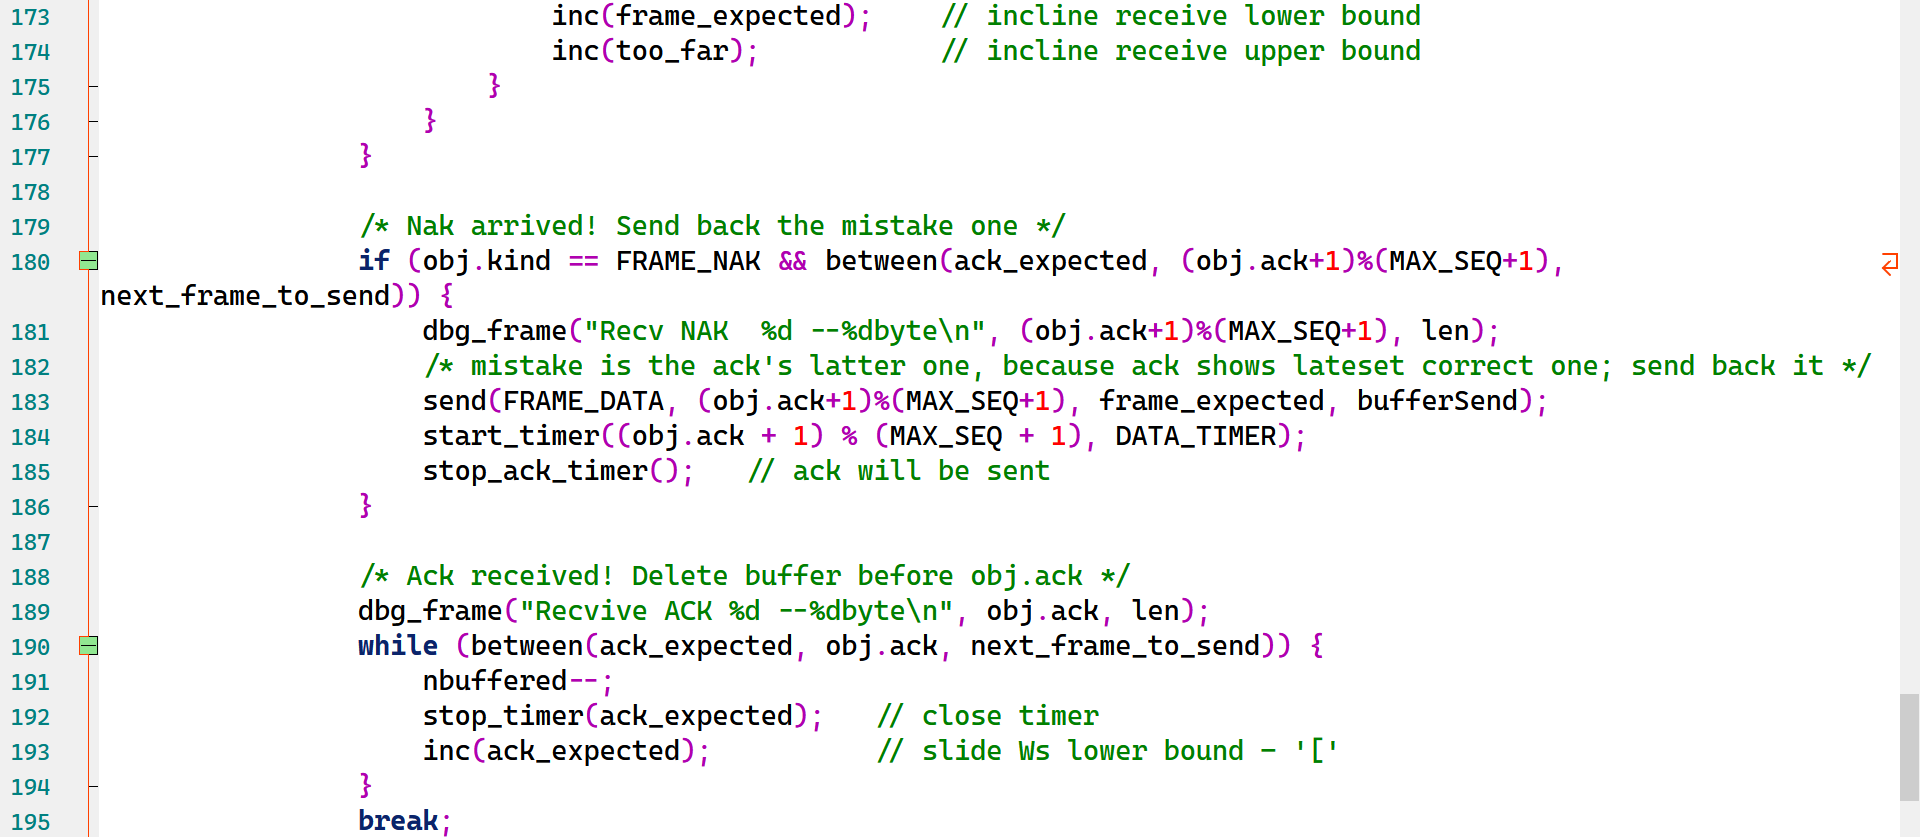 173 inc(frame_expected); // incline receive lower bound
174 inc(too_far); // incline receive upper bound
175 }
176 }
177 }
178
179 /* Nak arrived! Send back the mistake one */
180 if (obj.kind == FRAME_NAK && between(ack_expected, (obj.ack+1)%(MAX_SEQ+1),
next_frame_to_send)) {
181 dbg_frame("Recv NAK  %d --%dbyte\n", (obj.ack+1)%(MAX_SEQ+1), len);
182 /* mistake is the ack's latter one, because ack shows lateset correct one; send back it */
183 send(FRAME_DATA, (obj.ack+1)%(MAX_SEQ+1), frame_expected, bufferSend);
184 start_timer((obj.ack + 1) % (MAX_SEQ + 1), DATA_TIMER);
185 stop_ack_timer(); // ack will be sent
186 }
187
188 /* Ack received! Delete buffer before obj.ack */
189 dbg_frame("Recvive ACK %d --%dbyte\n", obj.ack, len);
190 while (between(ack_expected, obj.ack, next_frame_to_send)) {
191 nbuffered--;
192 stop_timer(ack_expected); // close timer
193 inc(ack_expected); // slide Ws lower bound - '['
194 }
195 break;